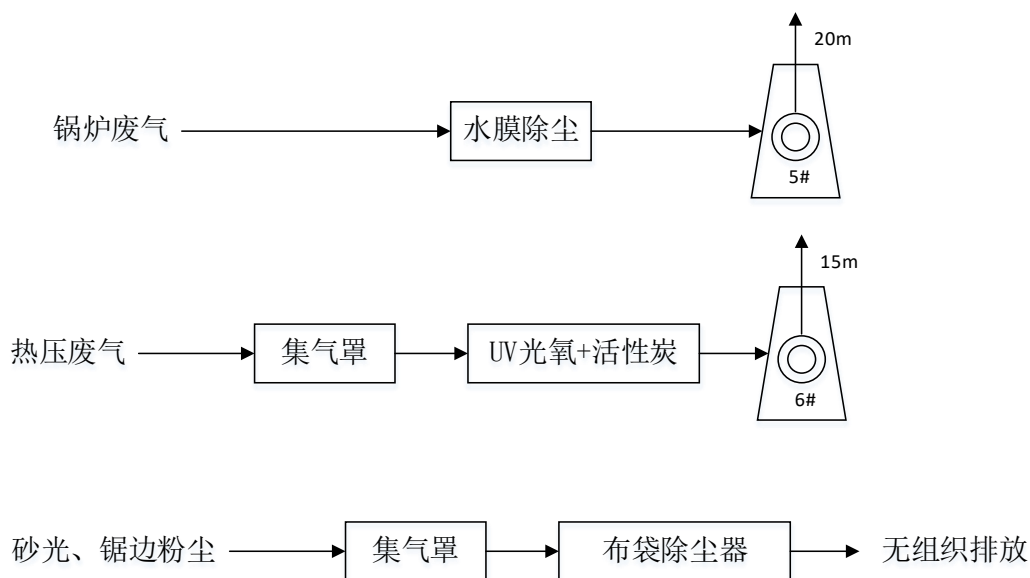 20m
锅炉废气
水膜除尘
5#
15m
热压废气
集气罩
UV光氧+活性炭
6#
砂光、锯边粉尘
集气罩
布袋除尘器
无组织排放